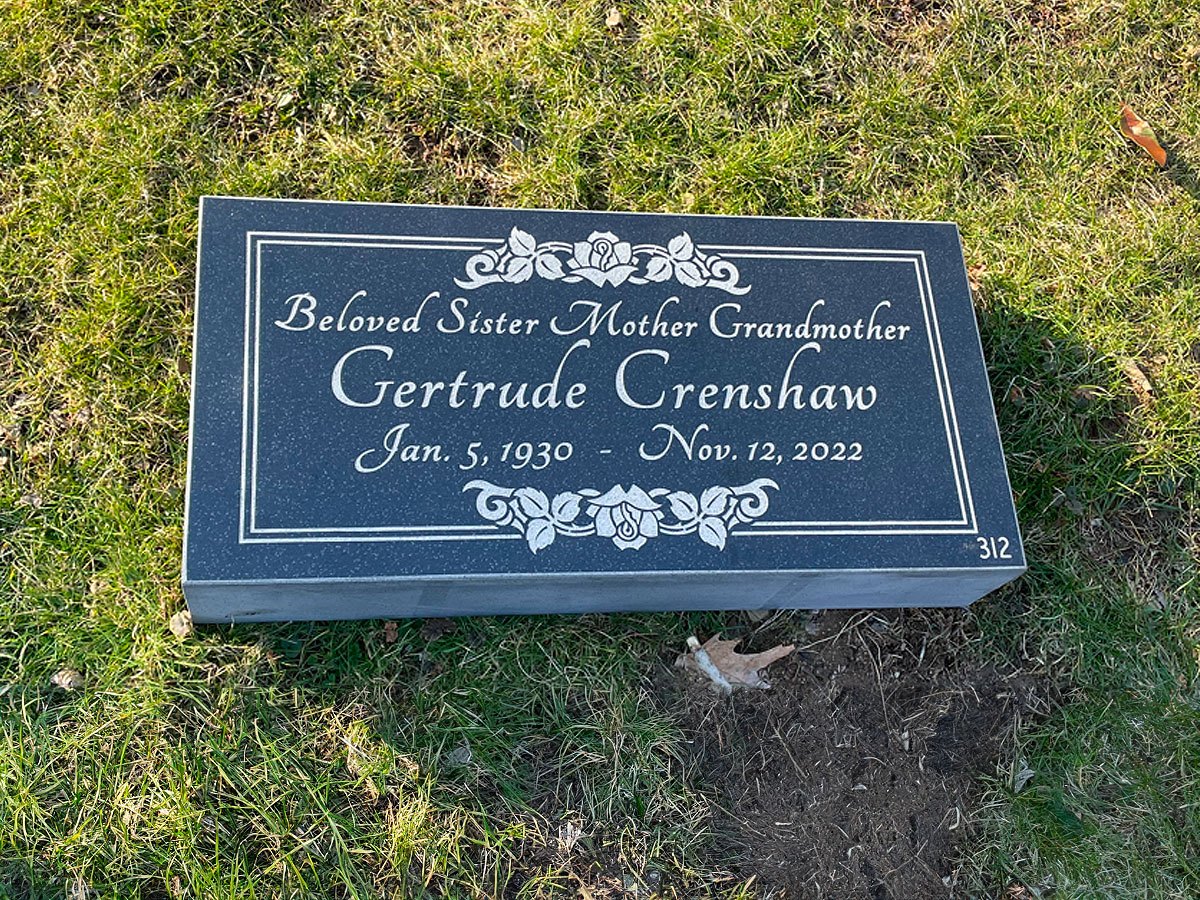 Beloved Sister Mother Grandmother
Gertrude Crenshaw
Jan. 5, 1930 - Nov. 12, 2022
312